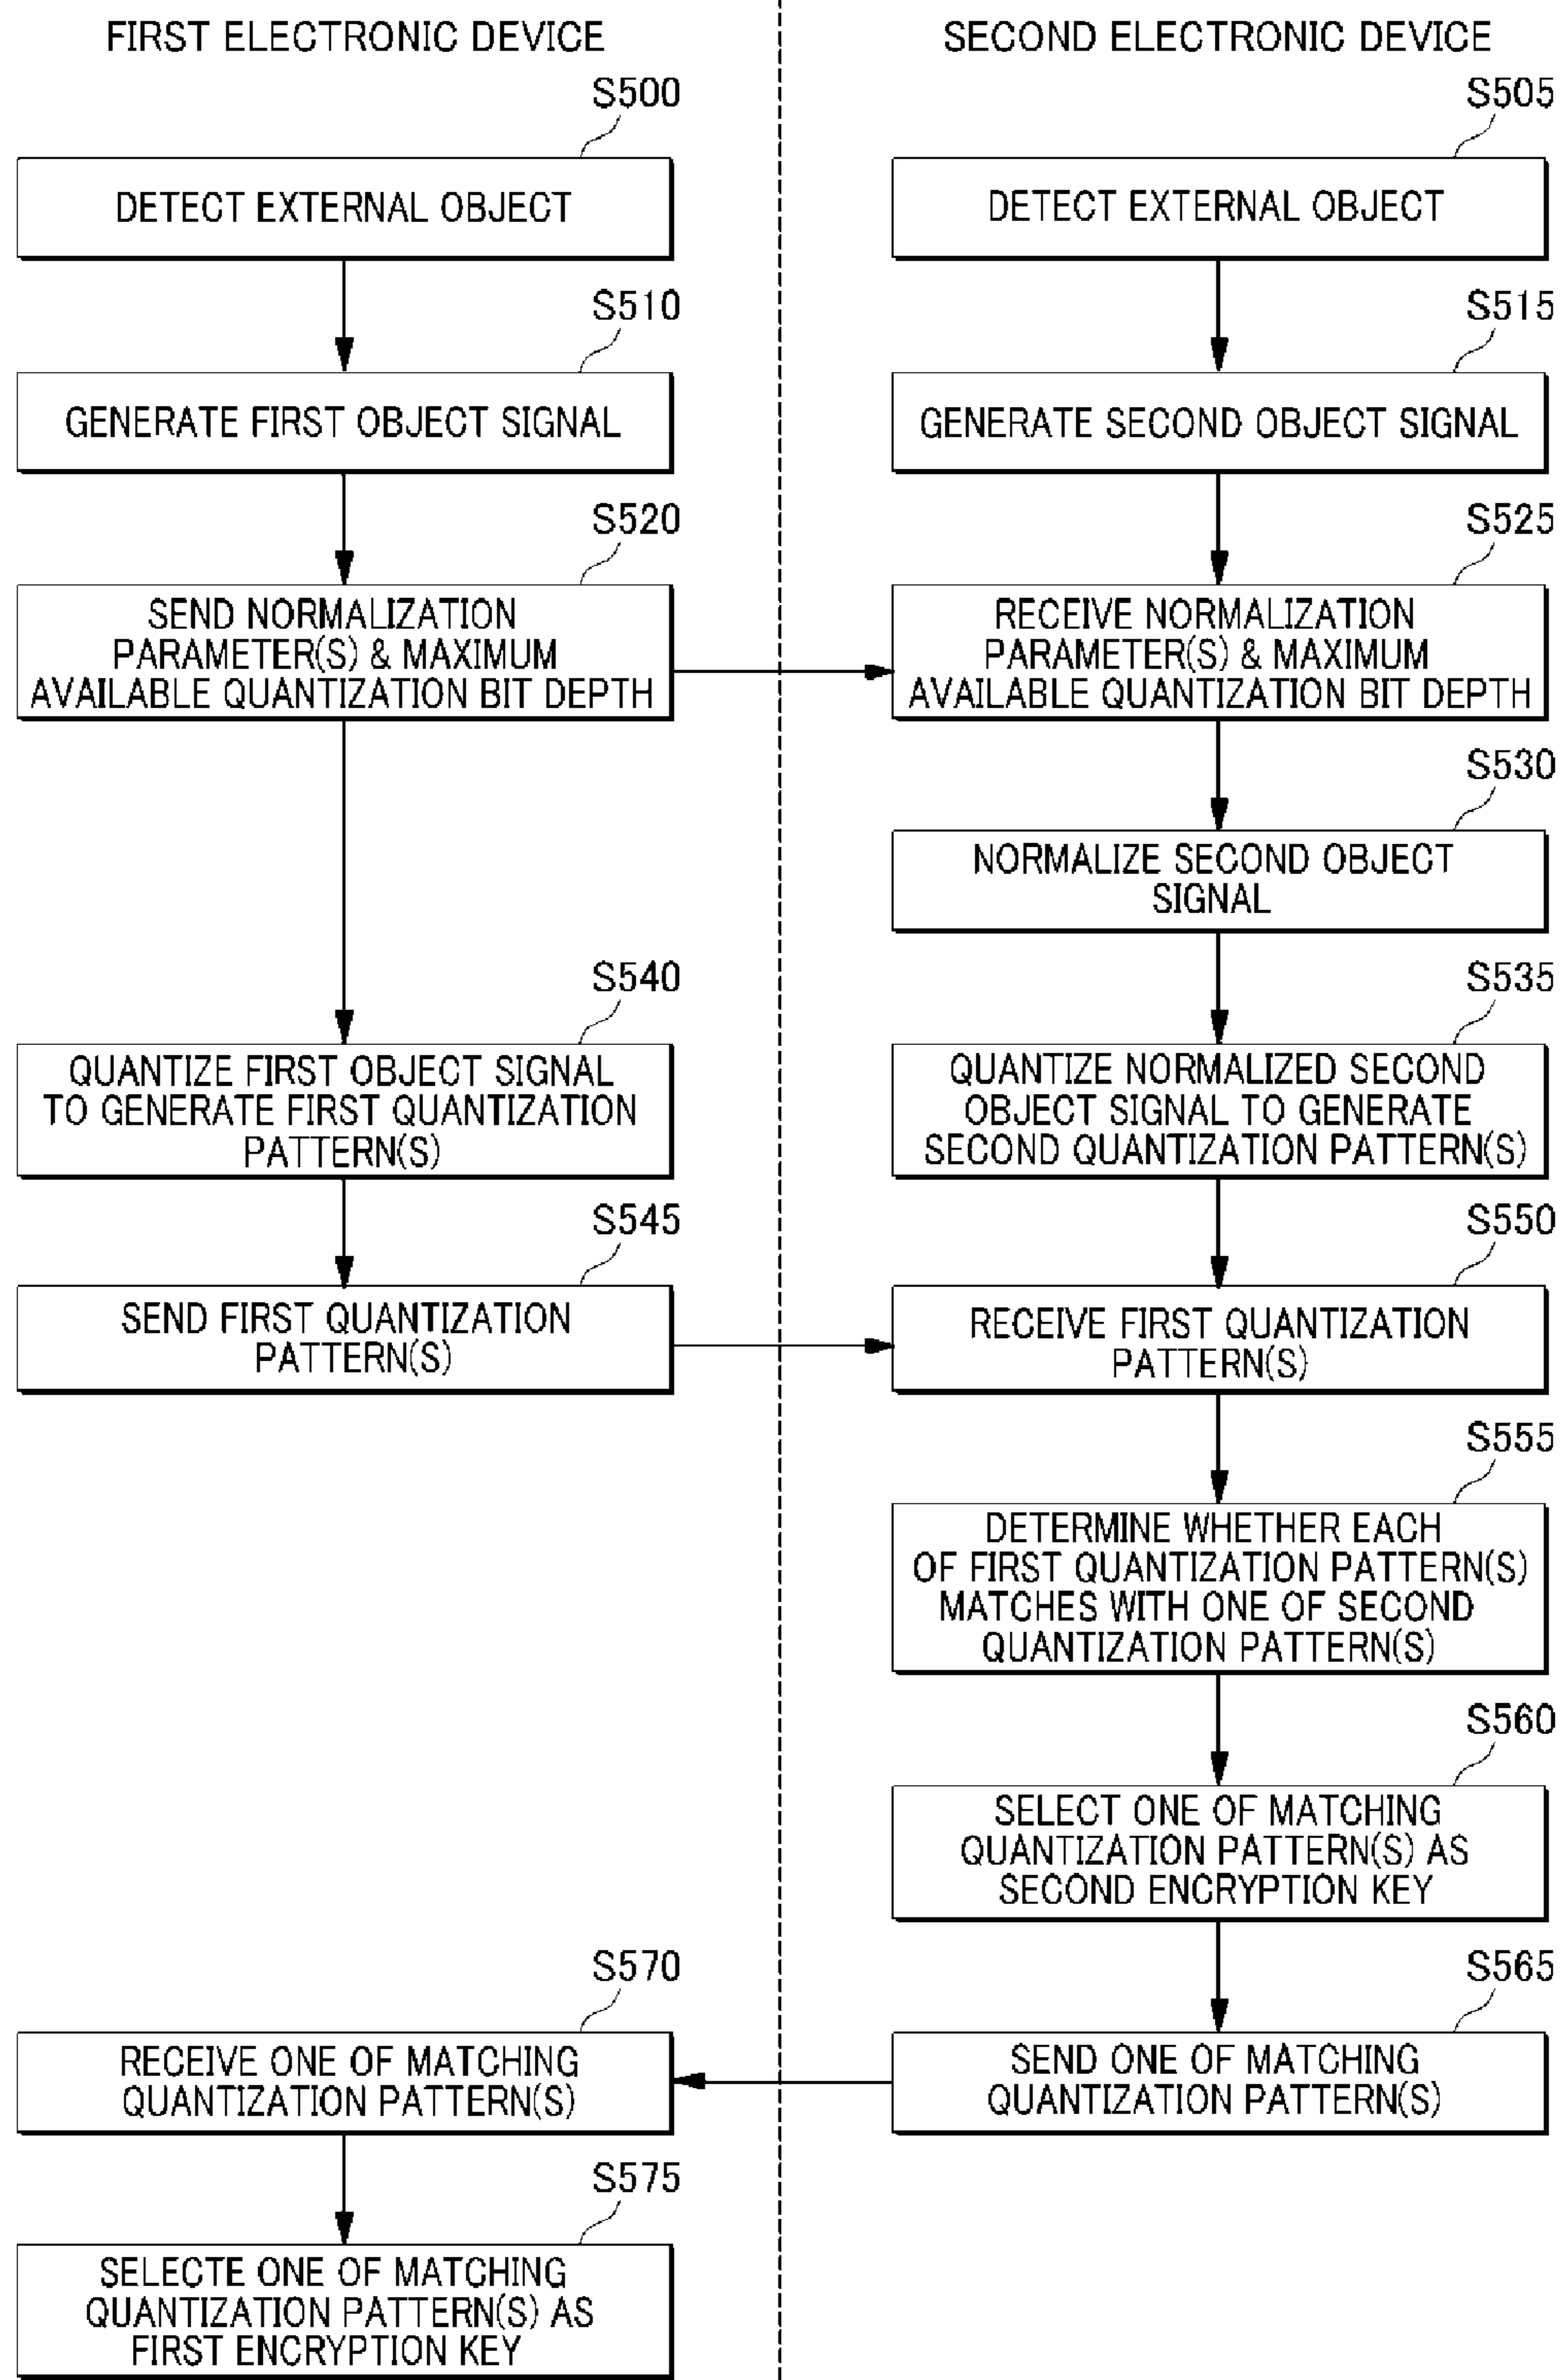 FIRST ELECTRONIC DEVICE
SECOND ELECTRONIC DEVICE
S500
S505
DETECT EXTERNAL OBJECT
DETECT EXTERNAL OBJECT
S510
S515
GENERATE FIRST OBJECT SIGNAL
GENERATE SECOND OBJECT SIGNAL
S520
S525
SEND NORMALIZATION
PARAMETER(S) & MAXIMUM
AVAILABLE QUANTIZATION BIT DEPTH
RECEIVE NORMALIZATION
PARAMETER(S) & MAXIMUM
AVAILABLE QUANTIZATION BIT DEPTH
S530
NORMALIZE SECOND OBJECT
SIGNAL
S540
S535
QUANTIZE FIRST OBJECT SIGNAL
TO GENERATE FIRST QUANTIZATION
PATTERN(S)
QUANTIZE NORMALIZED SECOND
OBJECT SIGNAL TO GENERATE
SECOND QUANTIZATION PATTERN(S)
S545
S550
SEND FIRST QUANTIZATION
PATTERN(S)
RECEIVE FIRST QUANTIZATION
PATTERN(S)
S555
DETERMINE WHETHER EACH
OF FIRST QUANTIZATION PATTERN(S)
MATCHES WITH ONE OF SECOND
QUANTIZATION PATTERN(S)
S560
SELECT ONE OF MATCHING
QUANTIZATION PATTERN(S) AS
SECOND ENCRYPTION KEY
S570
S565
RECEIVE ONE OF MATCHING
QUANTIZATION PATTERN(S)
SEND ONE OF MATCHING
QUANTIZATION PATTERN(S)
S575
SELECTE ONE OF MATCHING
QUANTIZATION PATTERN(S) AS
FIRST ENCRYPTION KEY